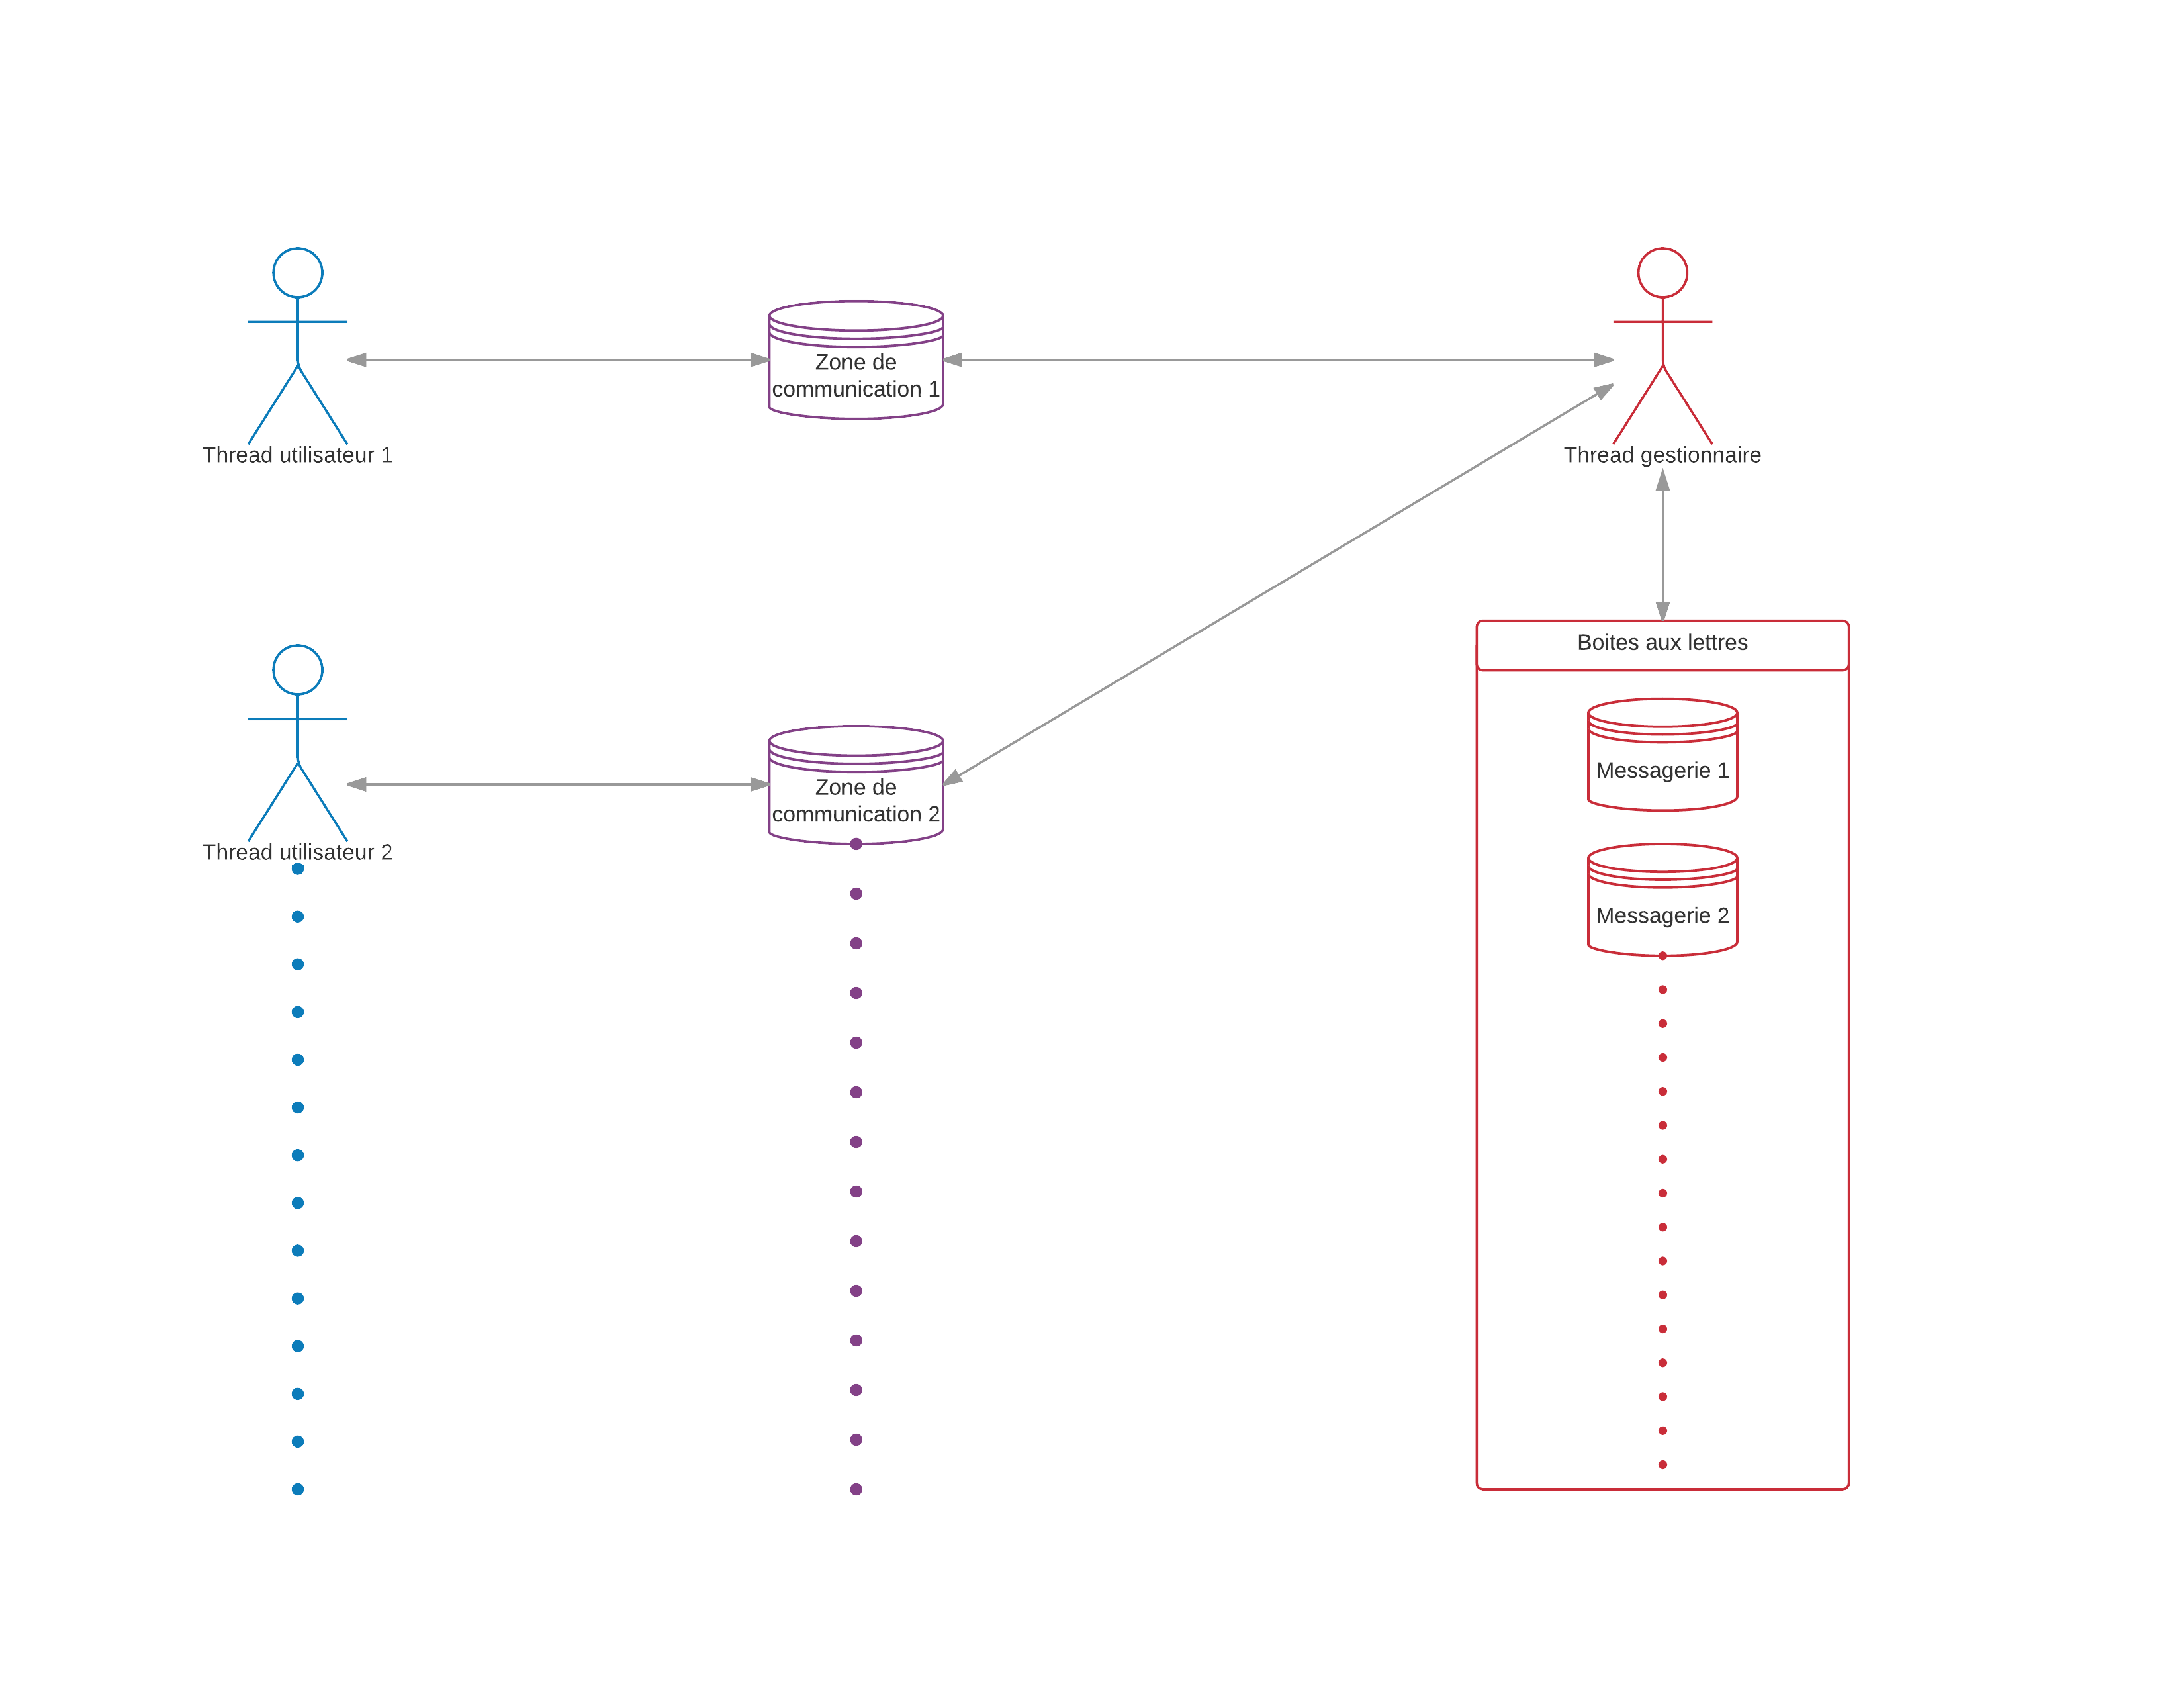 Zone de
communication 1
Thread utilisateur 1
Thread gestionnaire
Boites aux lettres
Messagerie 1
Zone de
communication 2
Thread utilisateur 2
Messagerie 2